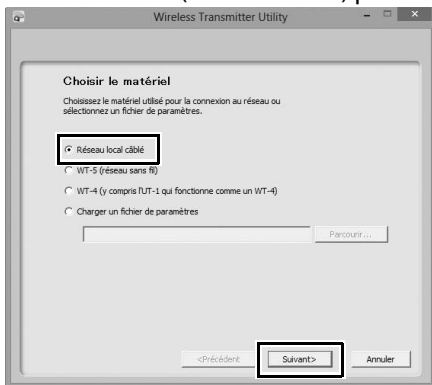 Wireless Transmitter Utility
Choisir le matériel
Choisissez le matériel utilisé pour la connexion au réseau ou
sélectionnez un fichier de paramètres.
Réseau local câblé
WT-5 (réseau sans fil)
WT-4 (y compris l'UT-1 qui fonctionne comme un WT-4)
Charger un fichier de paramètres
Parcourir...
<Précédent Suivant> Annuler